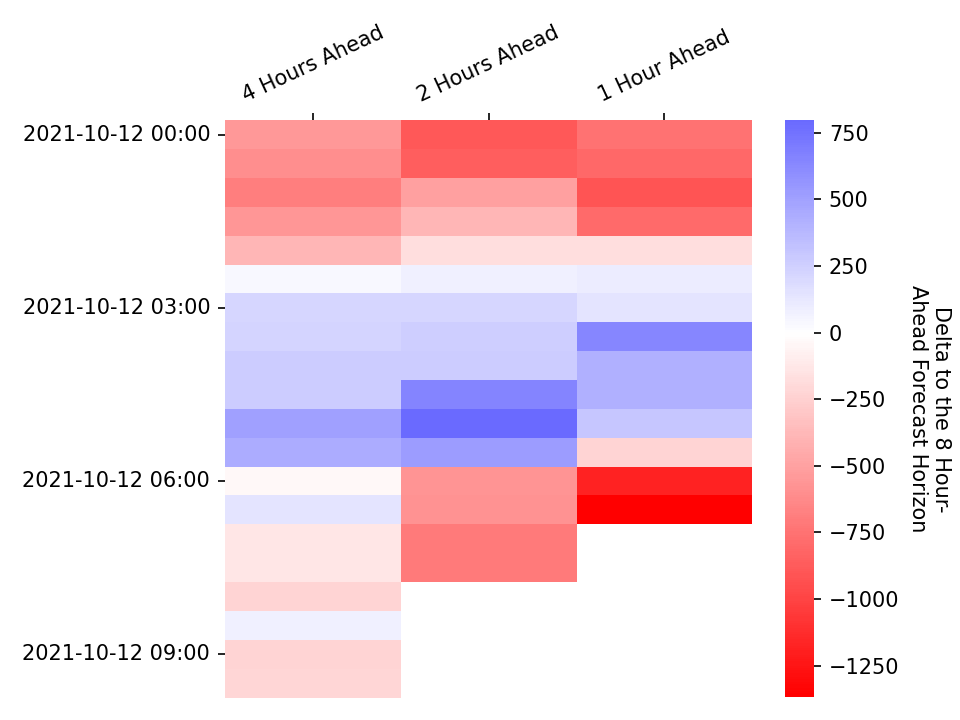 4 Hours Ahead
2 Hours Ahead
1 Hour Ahead
2021-10-12 00:00
2021-10-12 03:00
2021-10-12 06:00
2021-10-12 09:00
750
500
250
0
−250
−500
−750
−1000
−1250
Delta to the 8 Hour-
Ahead Forecast Horizon